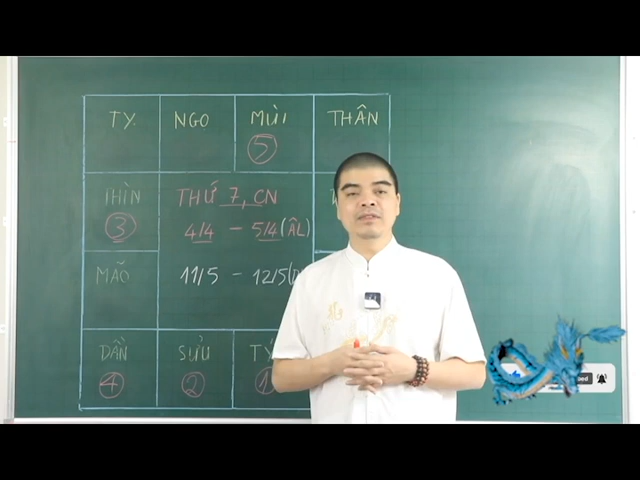 TỴ NGỌ MÙI THÂN
5
THÌN THỨ 7, CN
3 4/4 - 5/4 (ÂL)
MÃO 11/5 - 12/5
DẦN SỬU TÝ
4 2 1